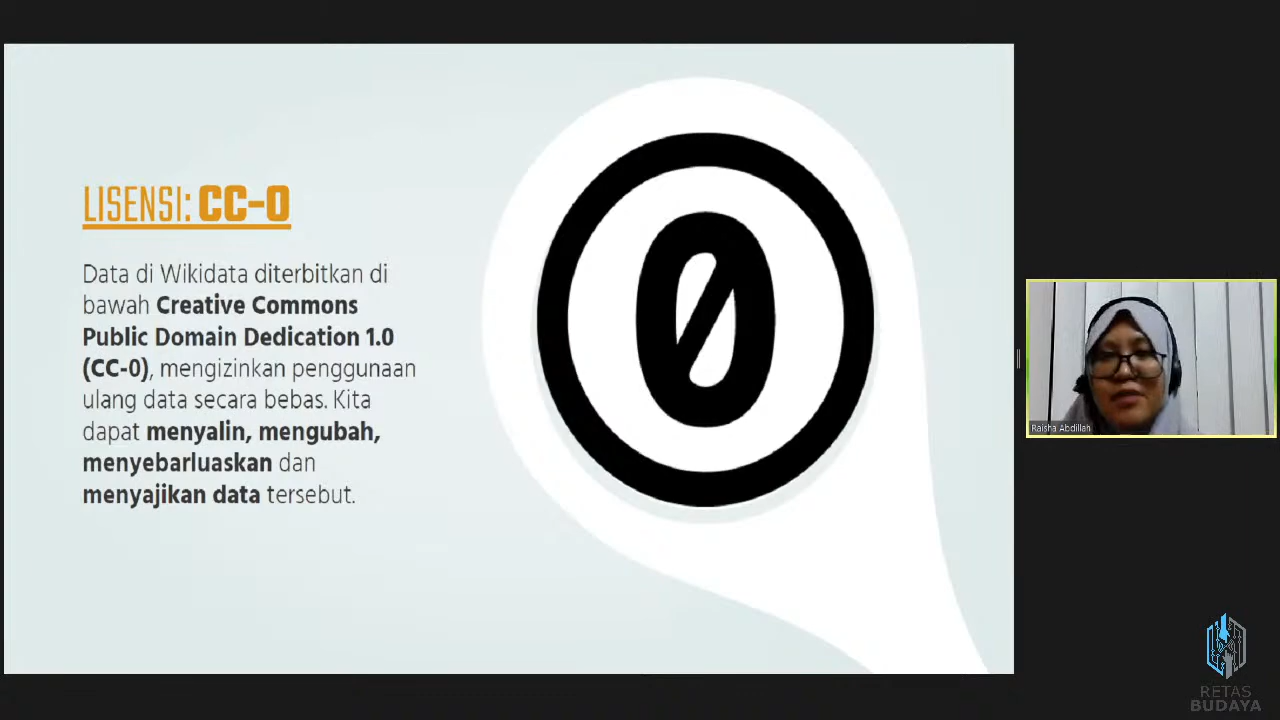 LISENSI: CC-0
Data di Wikidata diterbitkan di
bawah Creative Commons
Public Domain Dedication 1.0
(CC-0), mengizinkan penggunaan
ulang data secara bebas. Kita
dapat menyalin, mengubah,
menyebarluaskan dan
menyajikan data tersebut.
0
Raisha Abdillah
RETAS
BUDAYA